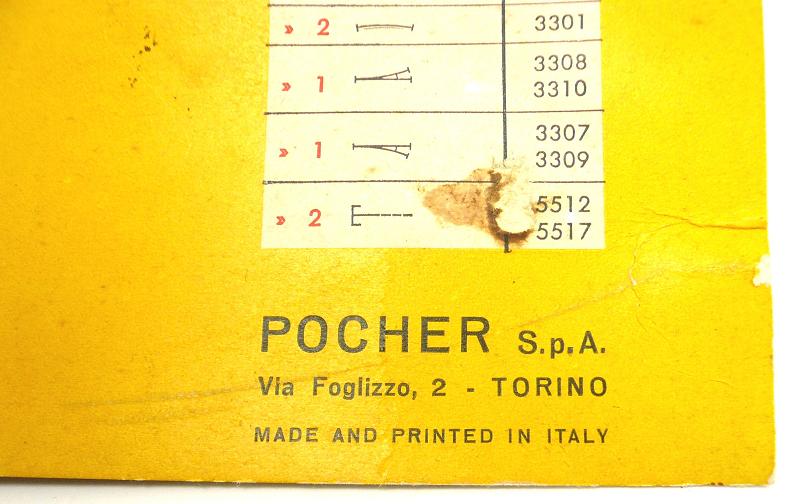 » 2 3301
» 1 3308
3310
» 1 3307
3309
» 2 5512
5517
POCHER S.p.A.
Via Foglizzo, 2 - TORINO
MADE AND PRINTED IN ITALY